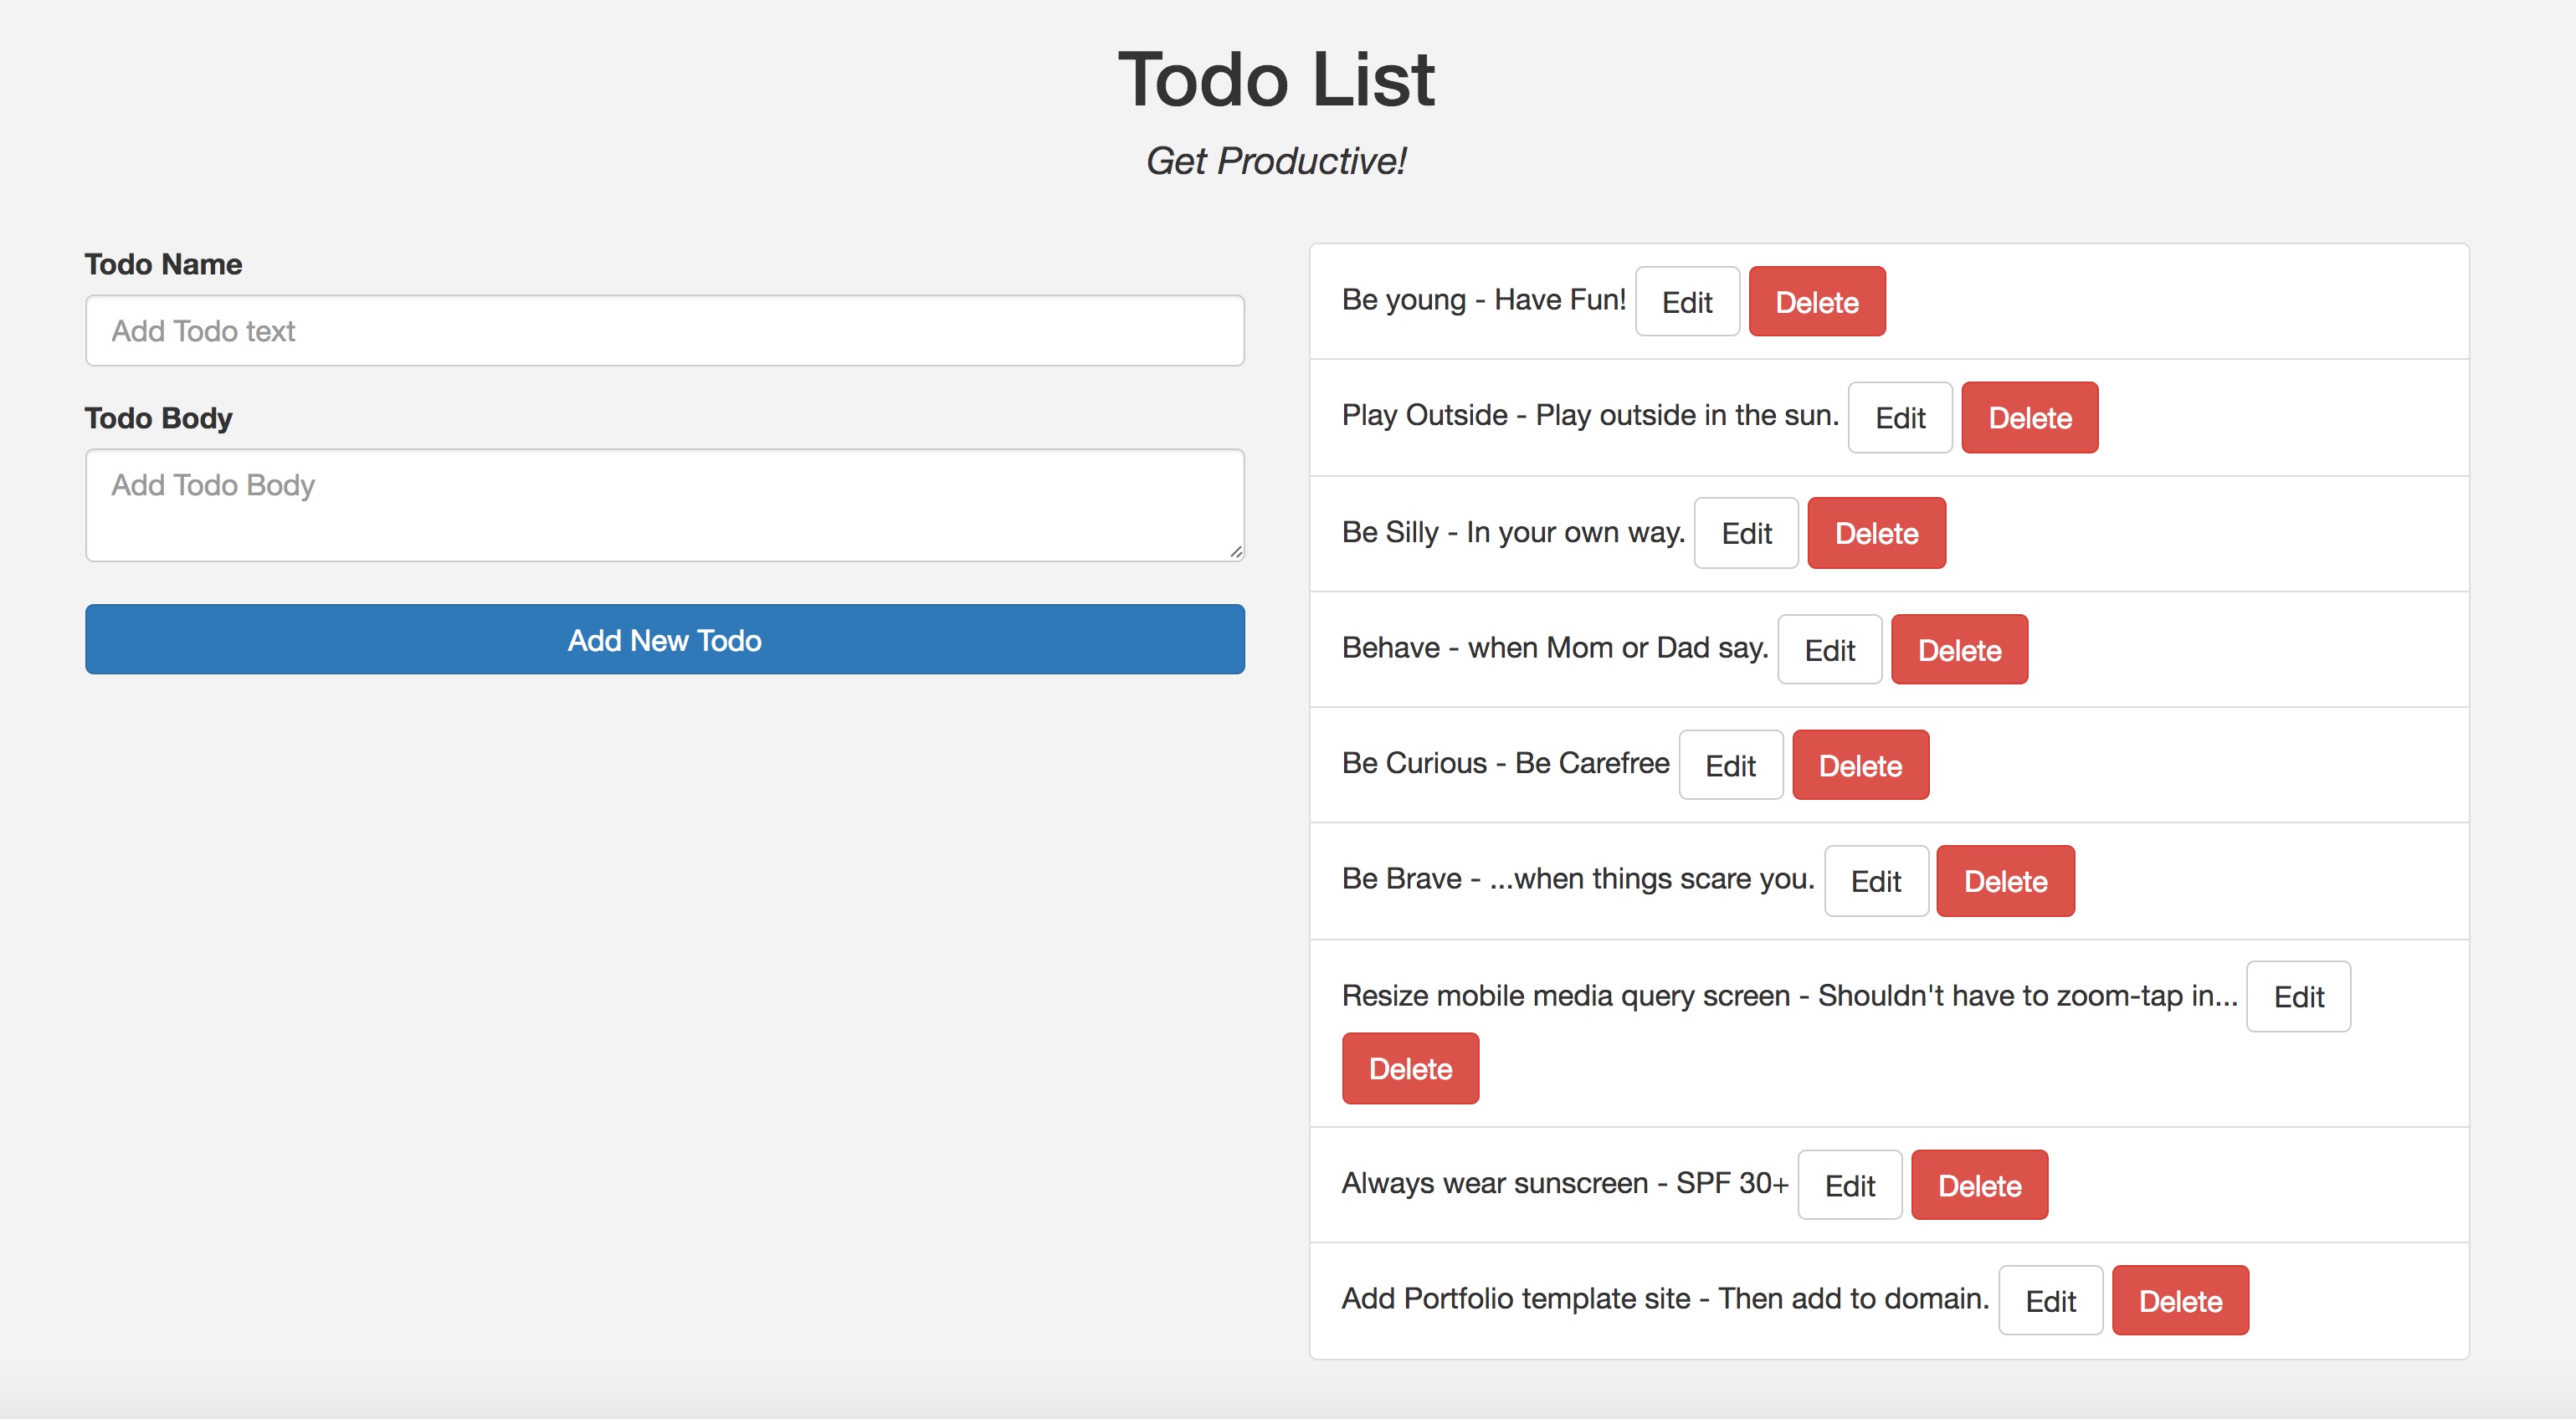 Todo List
Get Productive!
Todo Name
Add Todo text
Todo Body
Add Todo Body
Add New Todo
Be young - Have Fun! Edit Delete
Play Outside - Play outside in the sun. Edit Delete
Be Silly - In your own way. Edit Delete
Behave - when Mom or Dad say. Edit Delete
Be Curious - Be Carefree Edit Delete
Be Brave - ...when things scare you. Edit Delete
Resize mobile media query screen - Shouldn't have to zoom-tap in... Edit
Delete
Always wear sunscreen - SPF 30+ Edit Delete
Add Portfolio template site - Then add to domain. Edit Delete